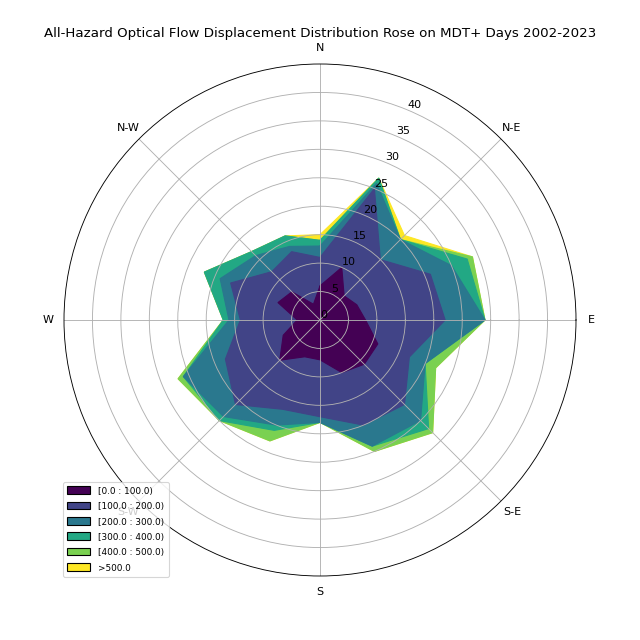 All-Hazard Optical Flow Displacement Distribution Rose on MDT+ Days 2002-2023
N
N-W
N-E
40
35
30
25
20
15
10
5
0
W
E
[0.0 : 100.0)
[100.0 : 200.0)
[200.0 : 300.0)
[300.0 : 400.0)
[400.0 : 500.0)
>500.0
S-W
S-E
S